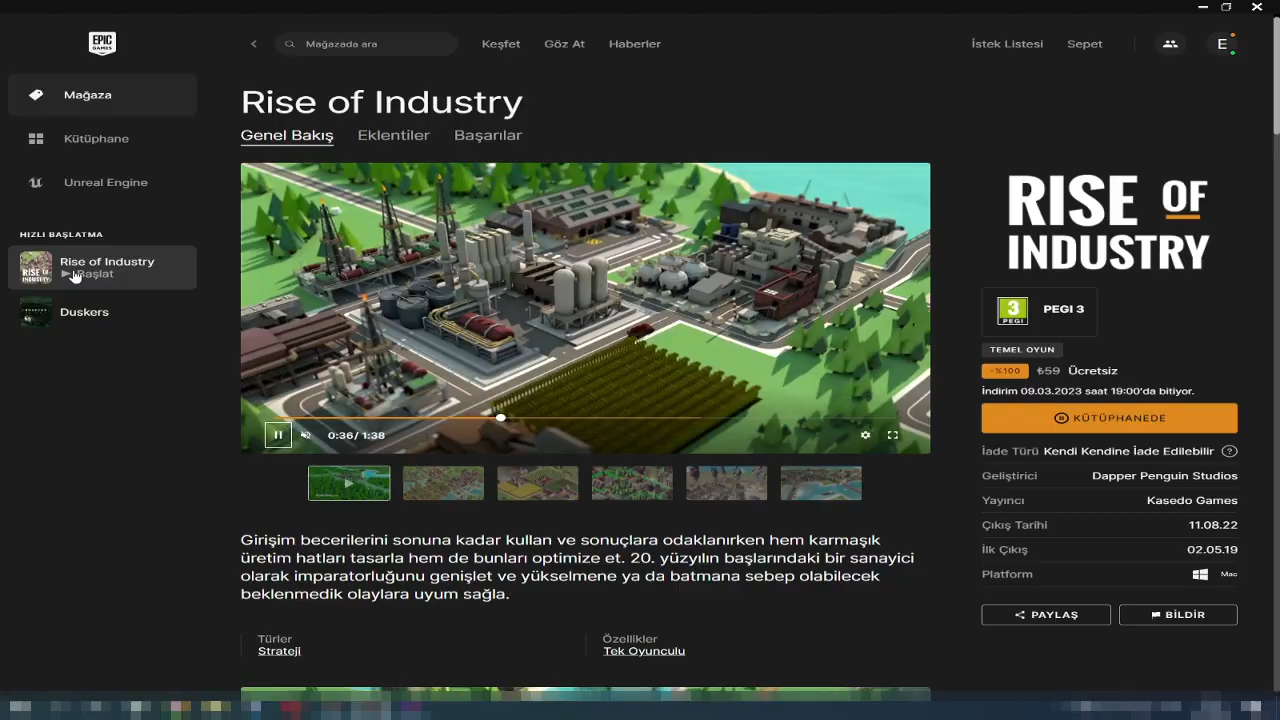 EPIC
GAMES
Mağazada ara
Keşfet
Göz At
Haberler
İstek Listesi
Sepet
E
Mağaza
Kütüphane
Unreal Engine
HIZLI BAŞLATMA
Rise of Industry
Başlat
Duskers
Rise of Industry
Genel Bakış
Eklentiler
Başarılar
0:36/ 1:38
Girişim becerilerini sonuna kadar kullan ve sonuçlara odaklanırken hem karmaşık
üretim hatları tasarla hem de bunları optimize et. 20. yüzyılın başlarındaki bir sanayici
olarak imparatorluğunu genişlet ve yükselmene ya da batmana sebep olabilecek
beklenmedik olaylara uyum sağla.
Türler
Strateji
Özellikler
Tek Oyunculu
RISE OF
INDUSTRY
3
PEGI
PEGI 3
TEMEL OYUN
-%100 ₺59 Ücretsiz
İndirim 09.03.2023 saat 19:00'da bitiyor.
KÜTÜPHANEDE
İade Türü Kendi Kendine İade Edilebilir ?
Geliştirici Dapper Penguin Studios
Yayıncı Kasedo Games
Çıkış Tarihi 11.08.22
İlk Çıkış 02.05.19
Platform Mac
PAYLAŞ
BİLDİR